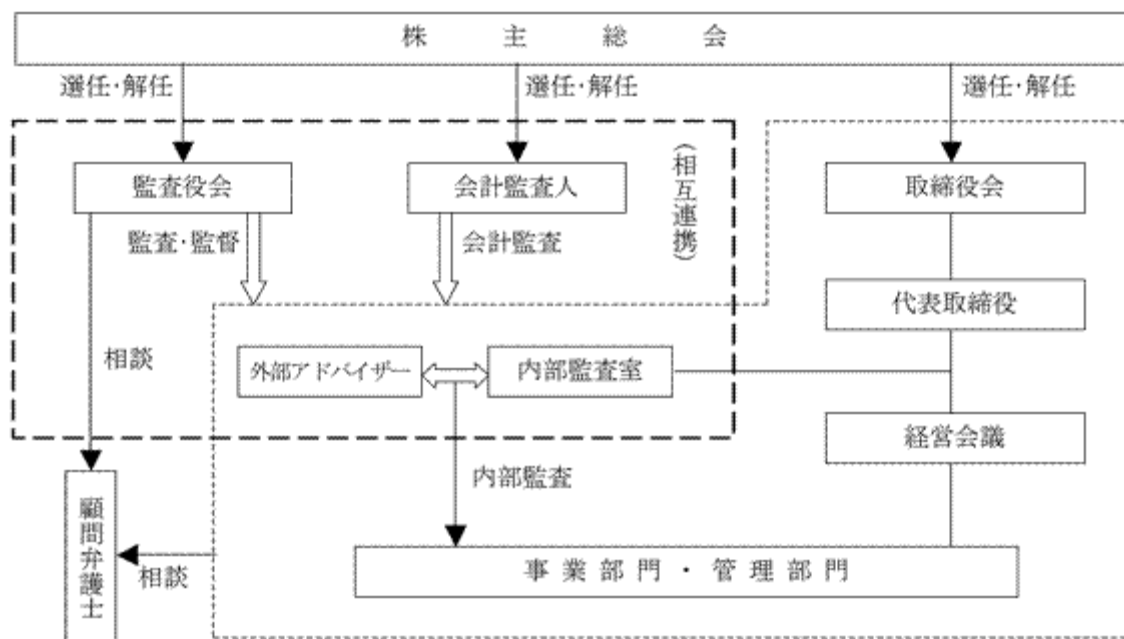 株主総会
選任・解任
選任・解任
選任・解任
監査役会
会計監査人
(相互連携)
取締役会
監査・監督
会計監査
代表取締役
相談
外部アドバイザー
内部監査室
経営会議
内部監査
顧問弁護士
相談
事業部門・管理部門